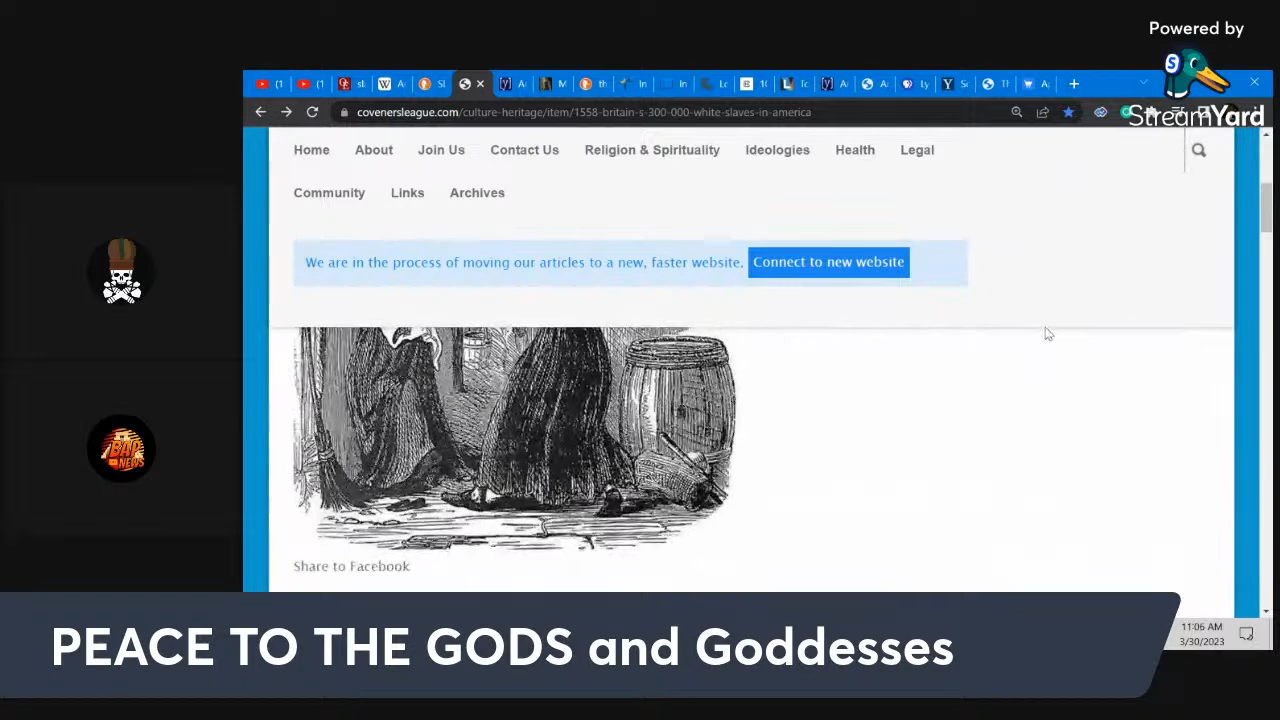 Powered by
StreamYard
covenersleague.com/culture-heritage/item/1558-britain-s-300-000-white-slaves-in-america
Home About Join Us Contact Us Religion & Spirituality Ideologies Health Legal
Community Links Archives
We are in the process of moving our articles to a new, faster website. Connect to new website
Share to Facebook
BAP
NEWS
PEACE TO THE GODS and Goddesses
11:06 AM
3/30/2023